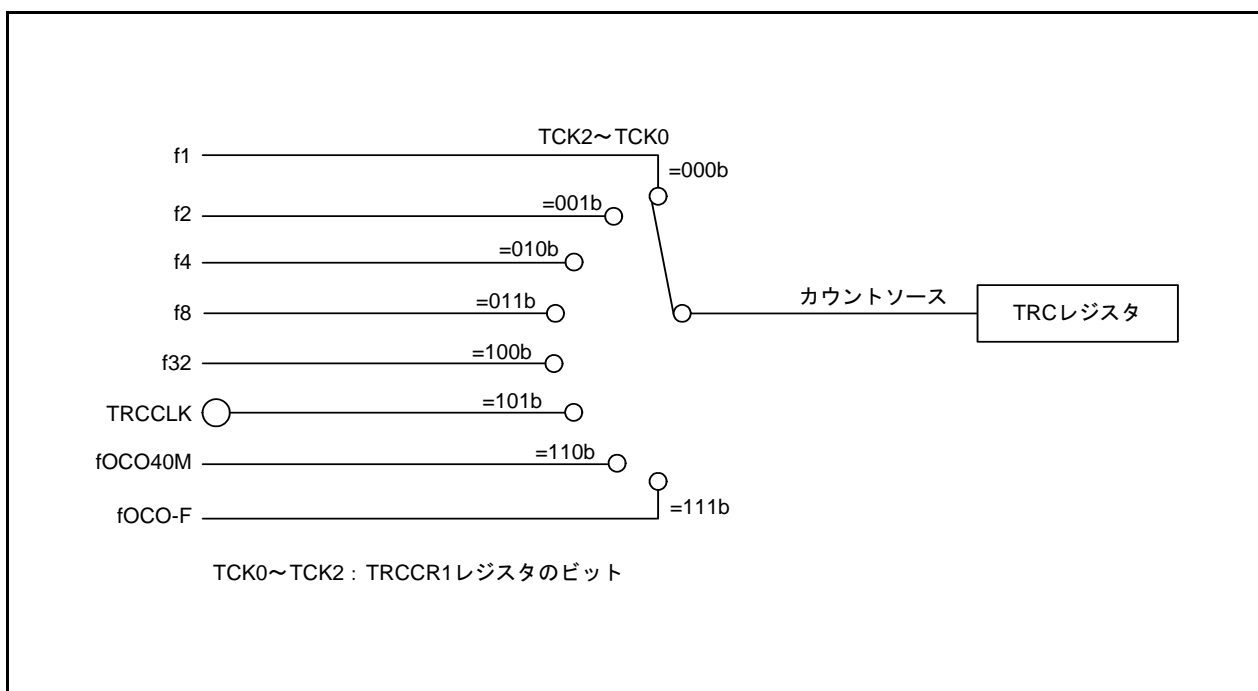 TCK2～TCK0
f1
=000b
f2
=001b
f4
=010b
f8
=011b
カウントソース
TRCレジスタ
f32
=100b
TRCCLK
=101b
fOCO40M
=110b
fOCO-F
=111b
TCK0～TCK2 : TRCCR1レジスタのビット